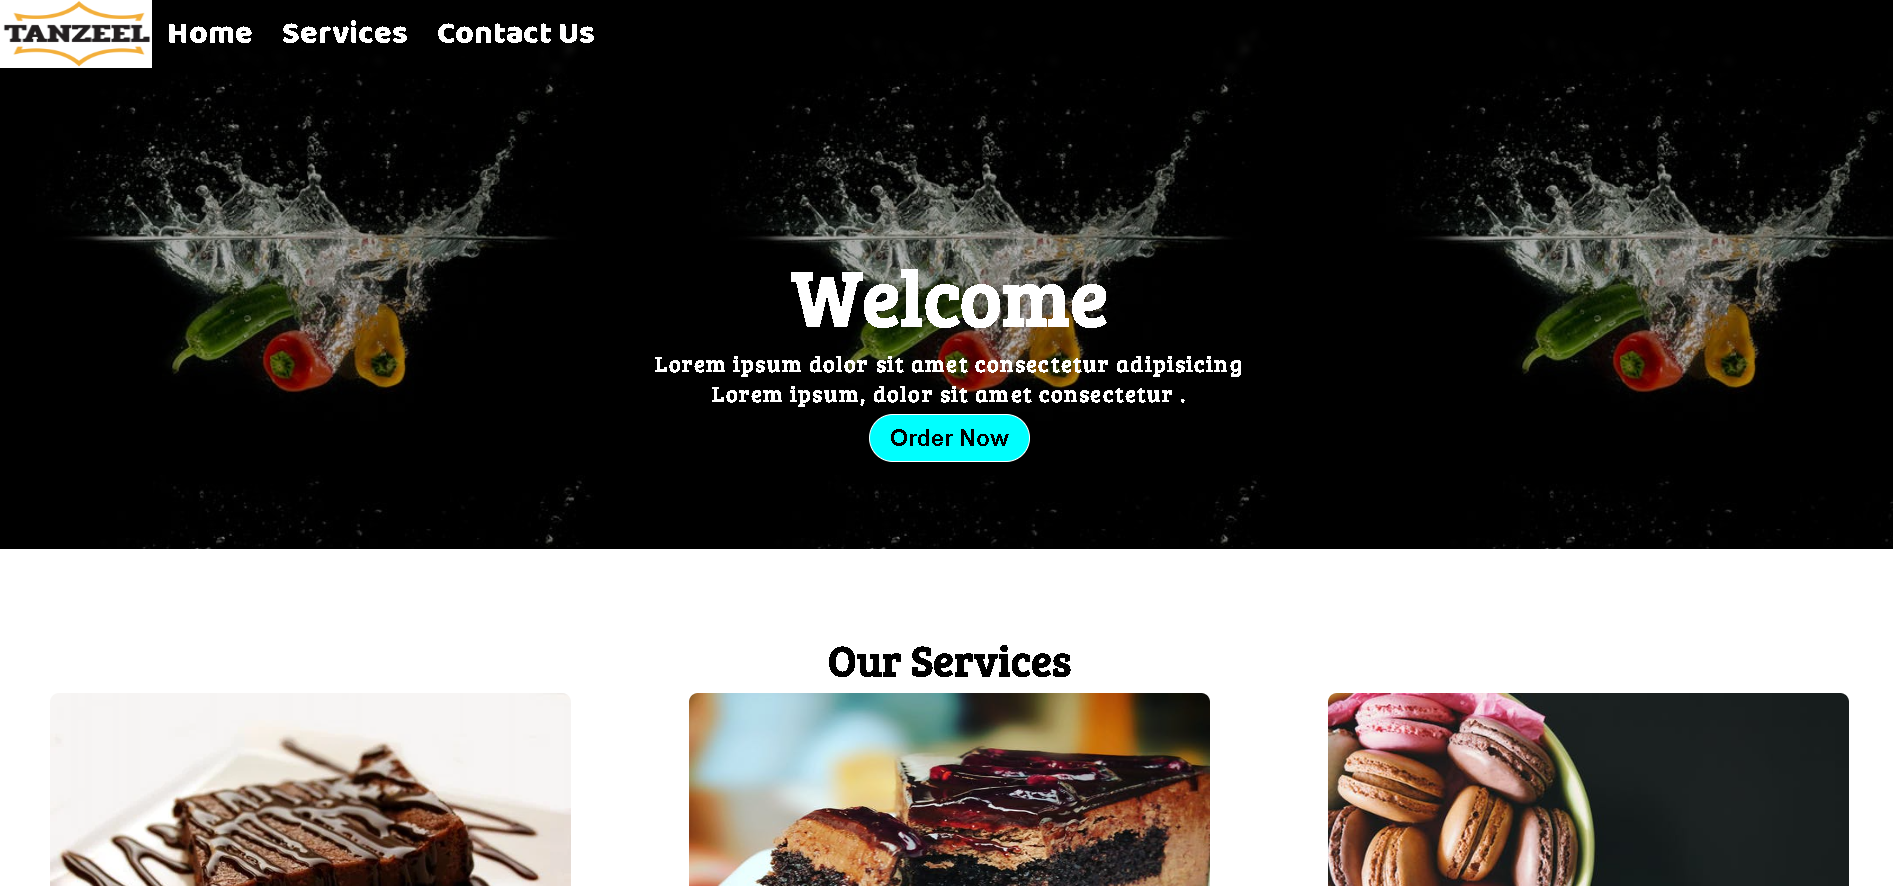 TANZEEL
Home Services Contact Us
Welcome
Lorem ipsum dolor sit amet consectetur adipisicing
Lorem ipsum, dolor sit amet consectetur .
Order Now
Our Services